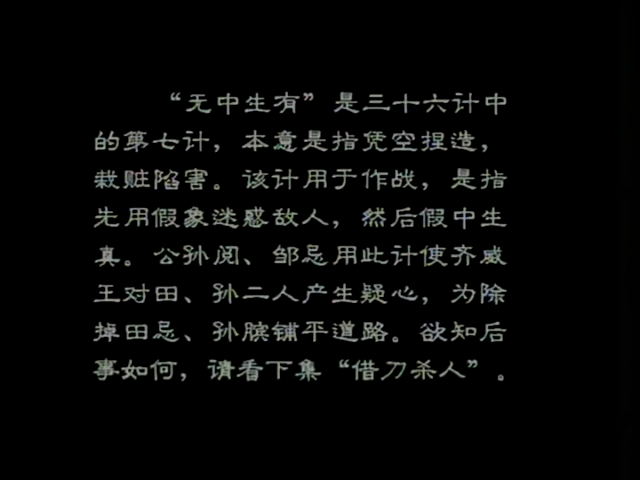 “无中生有”是三十六计中
的第七计，本意是指凭空捏造，
栽赃陷害。该计用于作战，是指
先用假象迷惑敌人，然后假中生
真。公孙阅、邹忌用此计使齐威
王对田、孙二人产生疑心，为除
掉田忌、孙膑铺平道路。欲知后
事如何，请看下集“借刀杀人”。